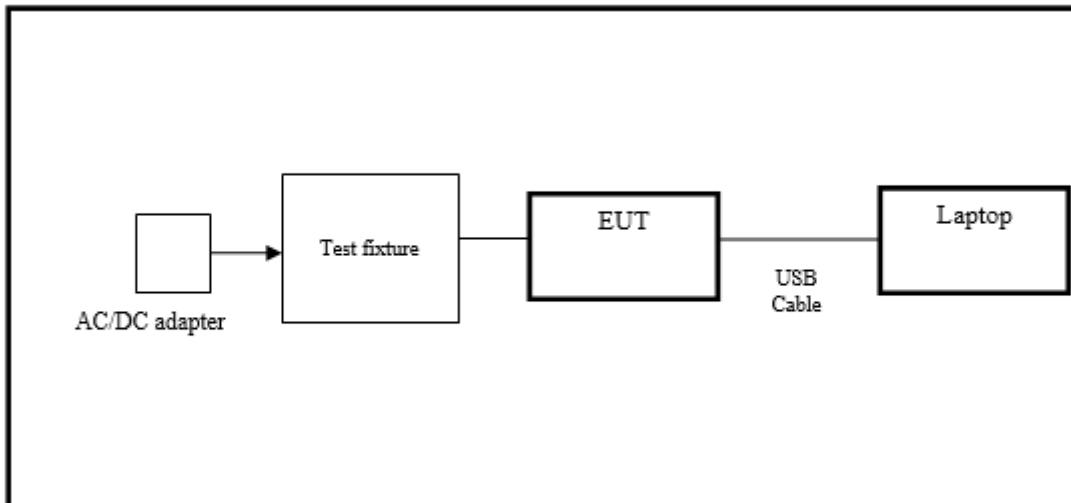 AC/DC adapter
Test fixture
EUT
USB
Cable
Laptop